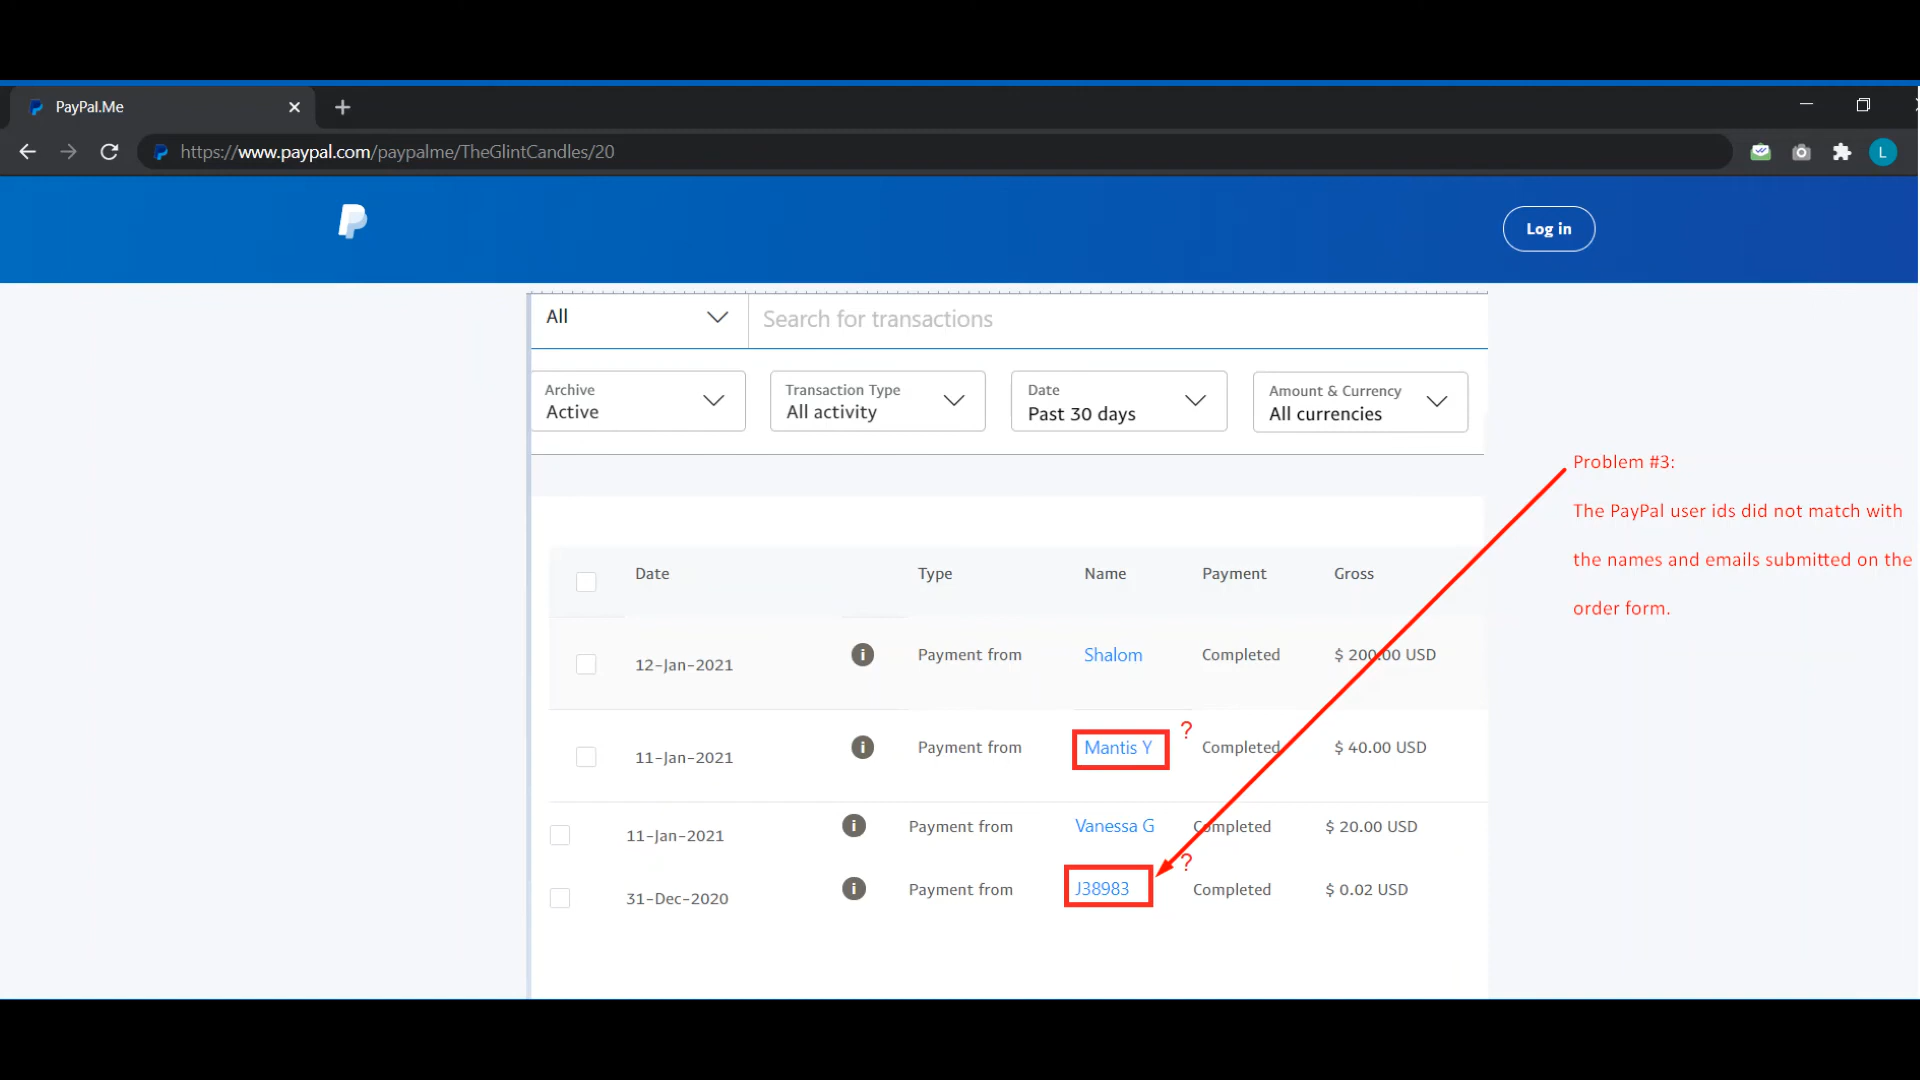 PayPal.Me
https://www.paypal.com/paypalme/TheGlintCandles/20
L
Log in
All
Search for transactions
Archive
Active
Transaction Type
All activity
Date
Past 30 days
Amount & Currency
All currencies
Problem #3:
The PayPal user ids did not match with
the names and emails submitted on the
order form.
Date Type Name Payment Gross
12-Jan-2021 i Payment from Shalom Completed $ 200.00 USD
?
11-Jan-2021 i Payment from Mantis Y Completed $ 40.00 USD
11-Jan-2021 i Payment from Vanessa G Completed $ 20.00 USD
?
31-Dec-2020 i Payment from J38983 Completed $ 0.02 USD